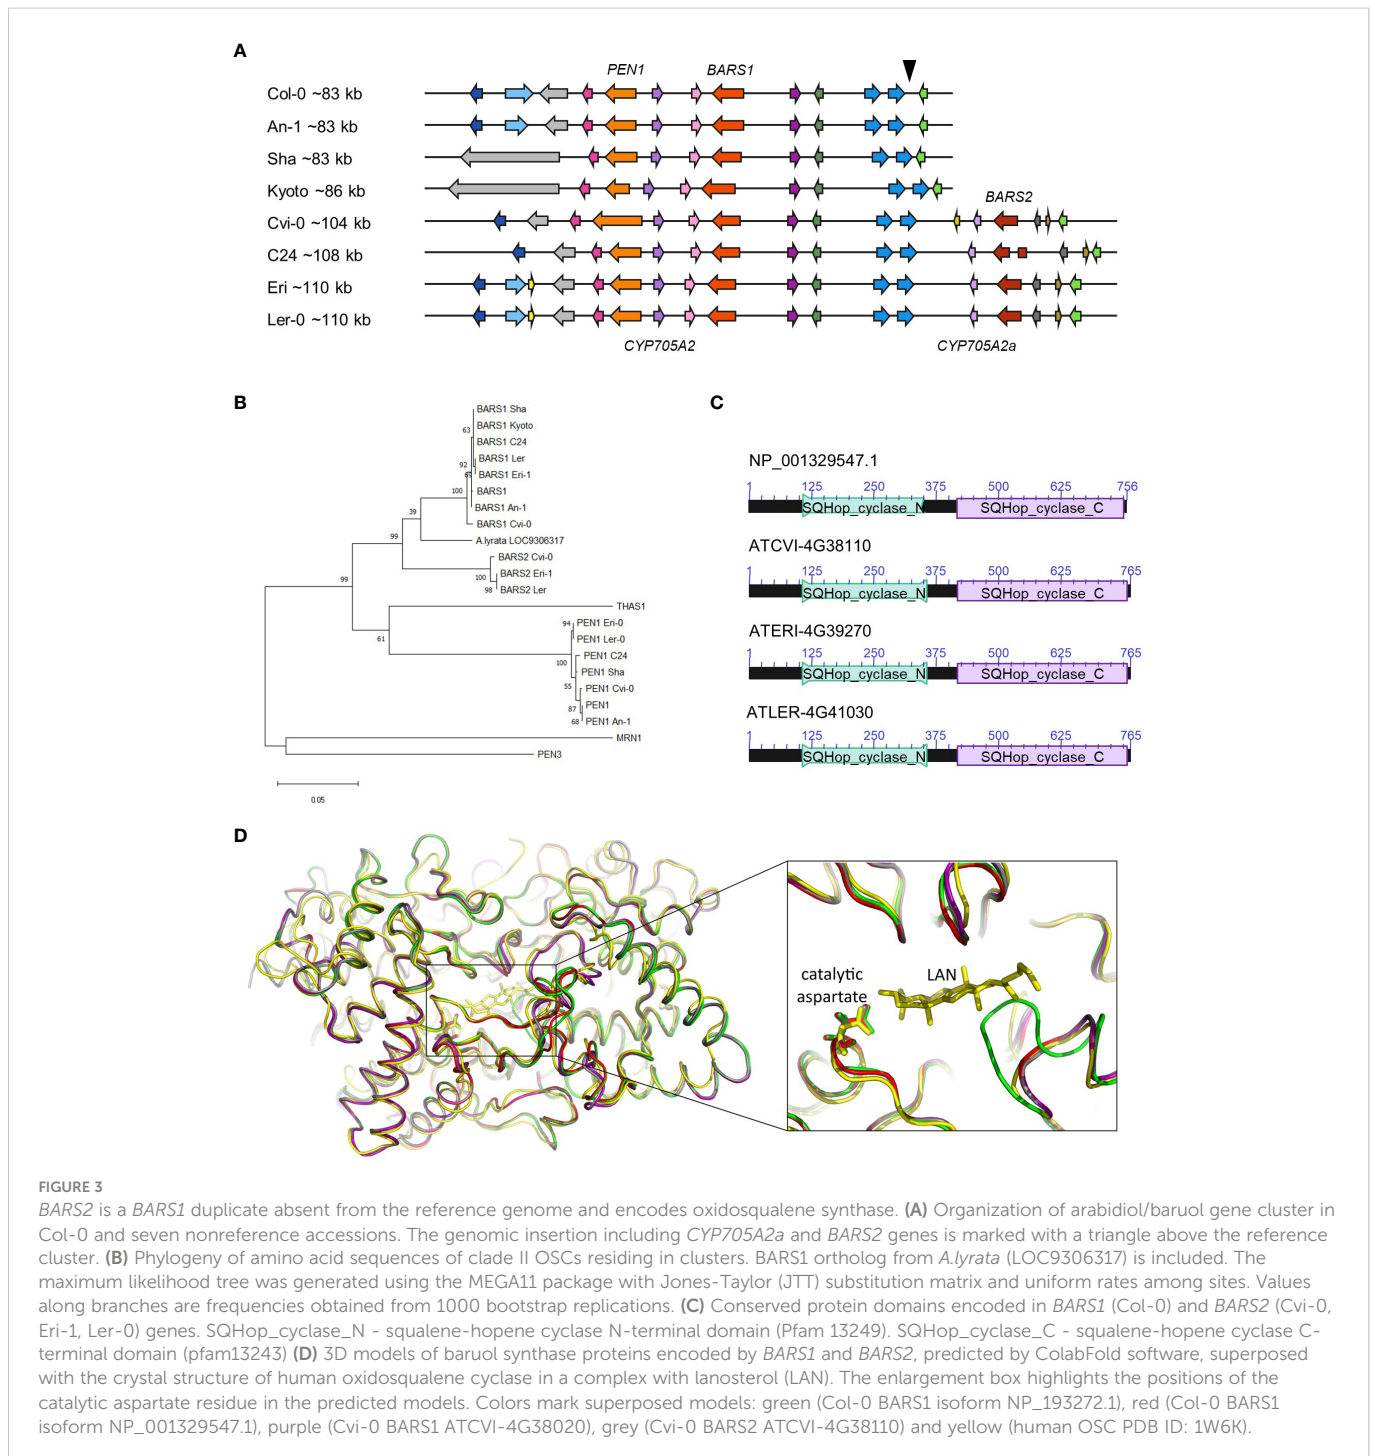 A
PEN1 BARS1
Col-0 ~83 kb
An-1 ~83 kb
Sha ~83 kb
Kyoto ~86 kb
BARS2
Cvi-0 ~104 kb
C24 ~108 kb
Eri ~110 kb
Ler-0 ~110 kb
CYP705A2 CYP705A2a
B
BARS1 Sha
63
BARS1 Kyoto
BARS1 C24
BARS1 Ler
92
BARS1 Eri-1
BARS1
100
BARS1 An-1
39
BARS1 Cvi-0
99
A.lyrata LOC9306317
BARS2 Cvi-0
100
BARS2 Eri-1
98
BARS2 Ler
99
THAS1
94
PEN1 Eri-0
61
PEN1 Ler-0
100
PEN1 C24
PEN1 Sha
55
PEN1 Cvi-0
87
PEN1
68
PEN1 An-1
MRN1
PEN3
0.05
C
NP_001329547.1
1 125 250 375 500 625 756
SQHop_cyclase_N SQHop_cyclase_C
ATCVI-4G38110
1 125 250 375 500 625 765
SQHop_cyclase_N SQHop_cyclase_C
ATERI-4G39270
1 125 250 375 500 625 765
SQHop_cyclase_N SQHop_cyclase_C
ATLER-4G41030
1 125 250 375 500 625 765
SQHop_cyclase_N SQHop_cyclase_C
D
catalytic
aspartate
LAN
FIGURE 3
BARS2 is a BARS1 duplicate absent from the reference genome and encodes oxidosqualene synthase. (A) Organization of arabidiol/baruol gene cluster in
Col-0 and seven nonreference accessions. The genomic insertion including CYP705A2a and BARS2 genes is marked with a triangle above the reference
cluster. (B) Phylogeny of amino acid sequences of clade II OSCs residing in clusters. BARS1 ortholog from A.lyrata (LOC9306317) is included. The
maximum likelihood tree was generated using the MEGA11 package with Jones-Taylor (JTT) substitution matrix and uniform rates among sites. Values
along branches are frequencies obtained from 1000 bootstrap replications. (C) Conserved protein domains encoded in BARS1 (Col-0) and BARS2 (Cvi-0,
Eri-1, Ler-0) genes. SQHop_cyclase_N - squalene-hopene cyclase N-terminal domain (Pfam 13249). SQHop_cyclase_C - squalene-hopene cyclase C-
terminal domain (pfam13243) (D) 3D models of baruol synthase proteins encoded by BARS1 and BARS2, predicted by ColabFold software, superposed
with the crystal structure of human oxidosqualene cyclase in a complex with lanosterol (LAN). The enlargement box highlights the positions of the
catalytic aspartate residue in the predicted models. Colors mark superposed models: green (Col-0 BARS1 isoform NP_193272.1), red (Col-0 BARS1
isoform NP_001329547.1), purple (Cvi-0 BARS1 ATCVI-4G38020), grey (Cvi-0 BARS2 ATCVI-4G38110) and yellow (human OSC PDB ID: 1W6K).